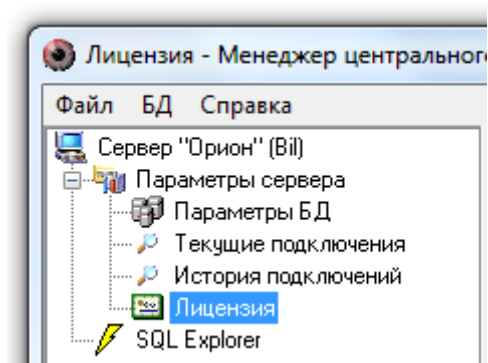 Лицензия - Менеджер центральног
Файл БД Справка
Сервер "Орион" (Bil)
Параметры сервера
Параметры БД
Текущие подключения
История подключений
Лицензия
SQL Explorer